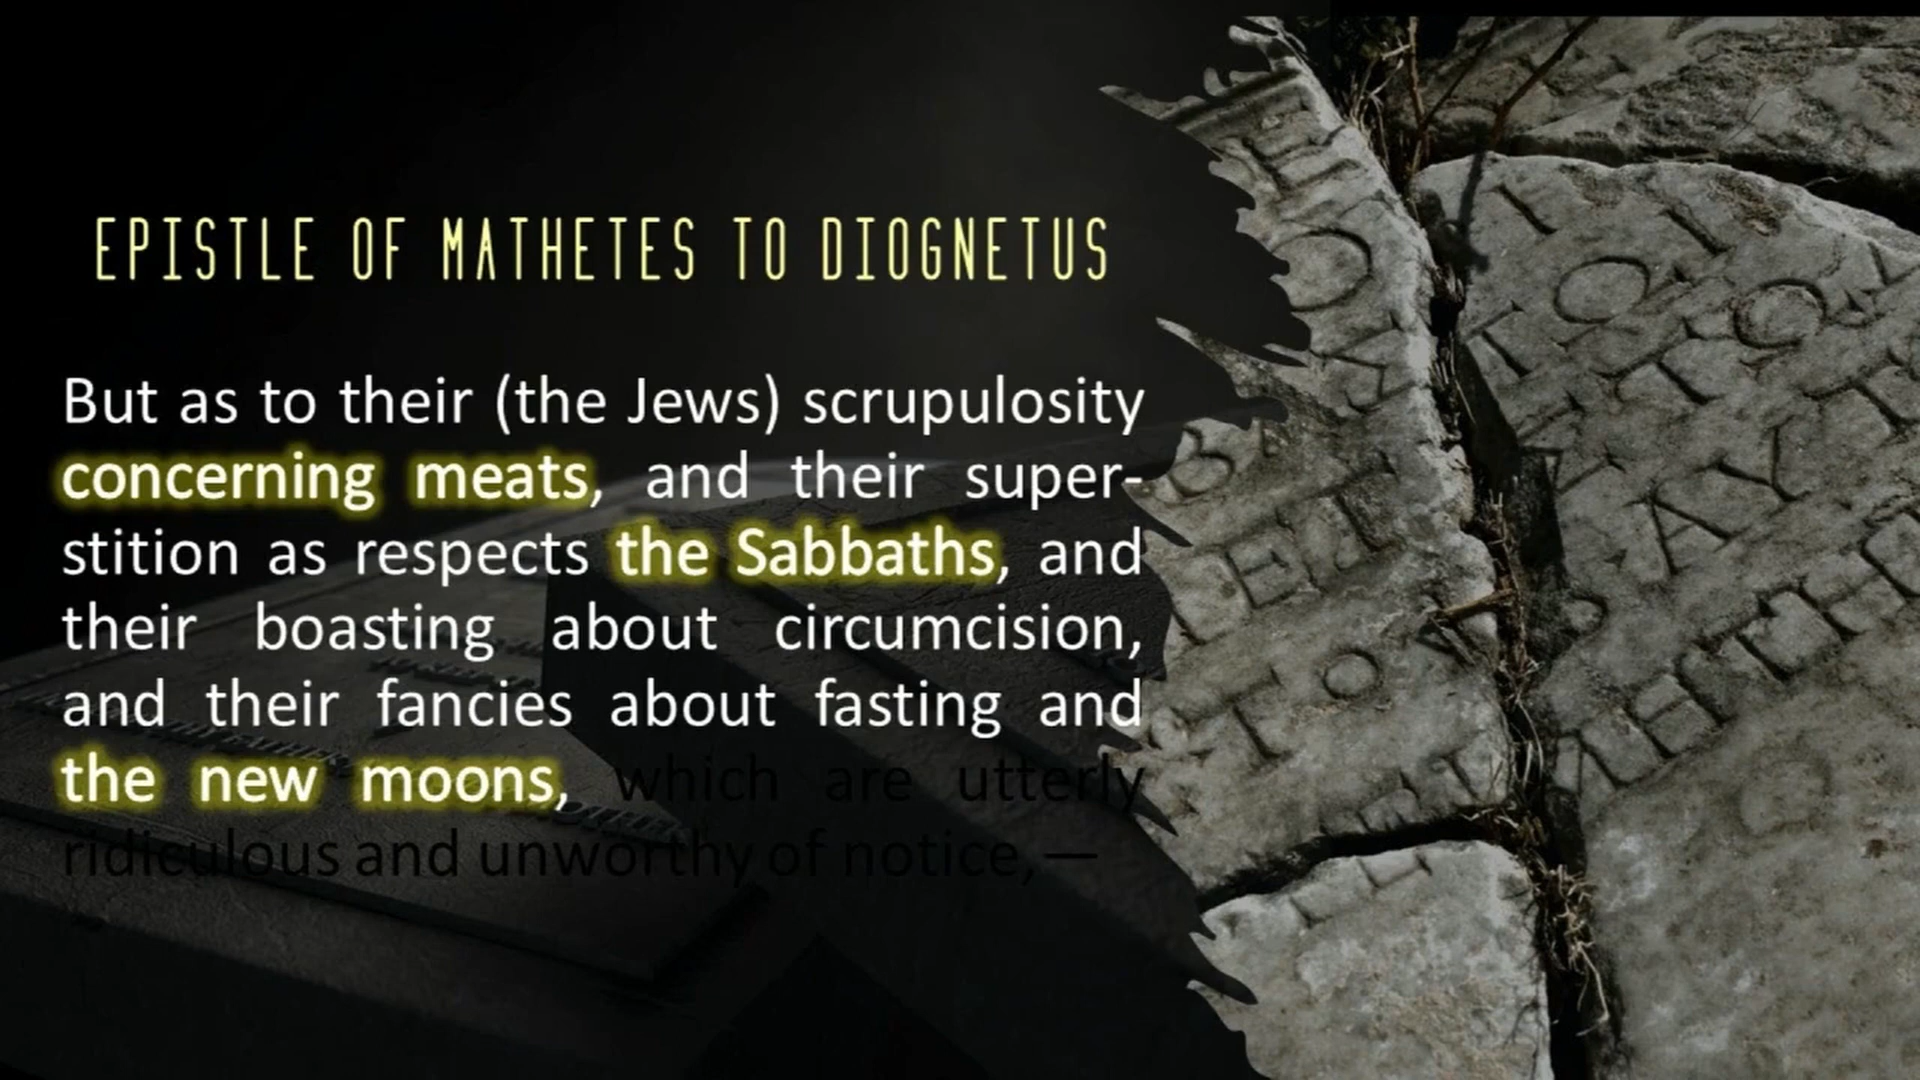 EPISTLE OF MATHETES TO DIOGNETUS
But as to their (the Jews) scrupulosity
concerning meats, and their super-
stition as respects the Sabbaths, and
their boasting about circumcision,
and their fancies about fasting and
the new moons, which are utterly
ridiculous and unworthy of notice, —